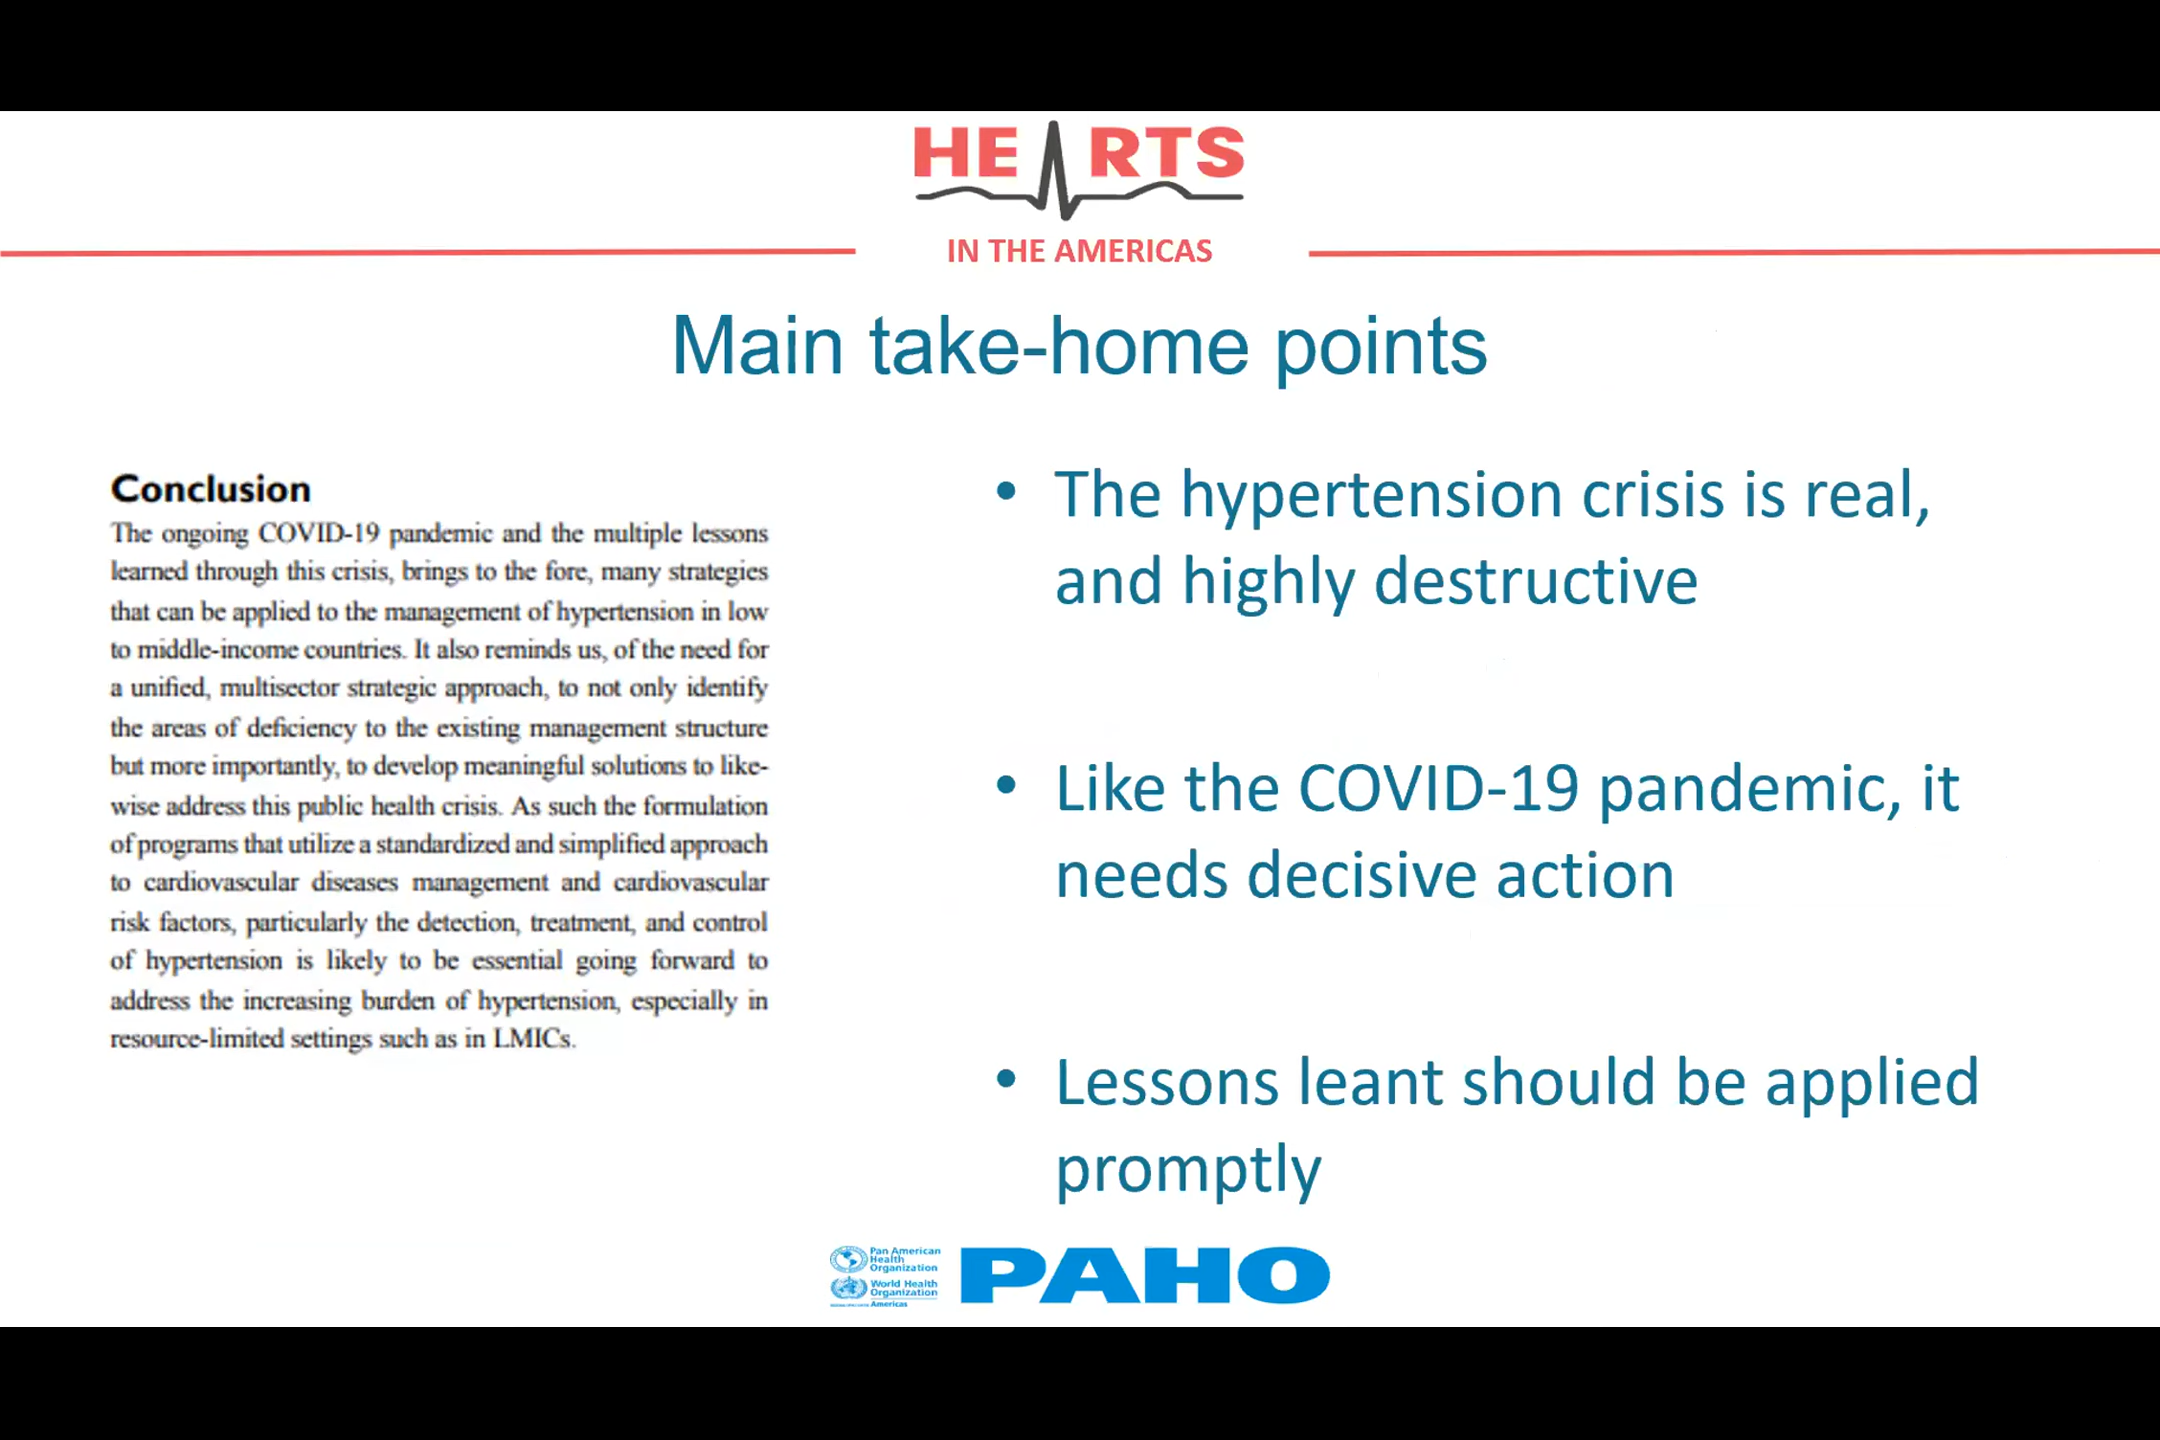 HEARTS
IN THE AMERICAS
Main take-home points
Conclusion
The ongoing COVID-19 pandemic and the multiple lessons
learned through this crisis, brings to the fore, many strategies
that can be applied to the management of hypertension in low
to middle-income countries. It also reminds us, of the need for
a unified, multisector strategic approach, to not only identify
the areas of deficiency to the existing management structure
but more importantly, to develop meaningful solutions to like-
wise address this public health crisis. As such the formulation
of programs that utilize a standardized and simplified approach
to cardiovascular diseases management and cardiovascular
risk factors, particularly the detection, treatment, and control
of hypertension is likely to be essential going forward to
address the increasing burden of hypertension, especially in
resource-limited settings such as in LMICs.
• The hypertension crisis is real,
and highly destructive
• Like the COVID-19 pandemic, it
needs decisive action
• Lessons leant should be applied
promptly
Pan American
Health
Organization
World Health
Organization
Americas
PAHO